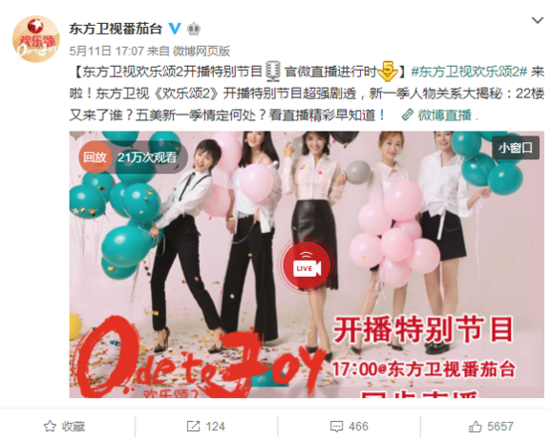 欢乐颂
东方卫视番茄台 V
5月11日 17:07 来自 微博网页版
【东方卫视欢乐颂2开播特别节目 官微直播进行时】#东方卫视欢乐颂2# 来
啦!东方卫视《欢乐颂2》开播特别节目超强剧透,新一季人物关系大揭秘:22楼
又来了谁?五美新一季情定何处?看直播精彩早知道! 微博直播 .
回放 21万次观看
小窗口
LIVE
Ode to Joy
欢乐颂2
开播特别节目
17:00@东方卫视番茄台
同步直播
收藏
124
466
5657